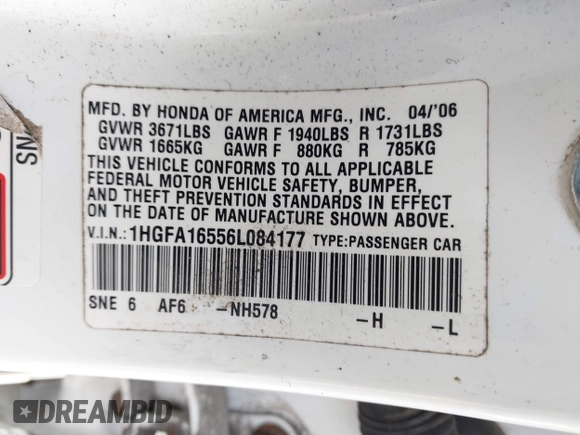 MFD. BY HONDA OF AMERICA MFG., INC. 04/'06
GVWR 3671LBS GAWR F 1940LBS R 1731LBS
GVWR 1665KG GAWR F 880KG R 785KG
THIS VEHICLE CONFORMS TO ALL APPLICABLE
FEDERAL MOTOR VEHICLE SAFETY, BUMPER,
AND THEFT PREVENTION STANDARDS IN EFFECT
ON THE DATE OF MANUFACTURE SHOWN ABOVE.
V.I.N.: 1HGFA16556L084177 TYPE:PASSENGER CAR
SNE 6 AF6 -NH578 -H -L
SN
DREAMBID